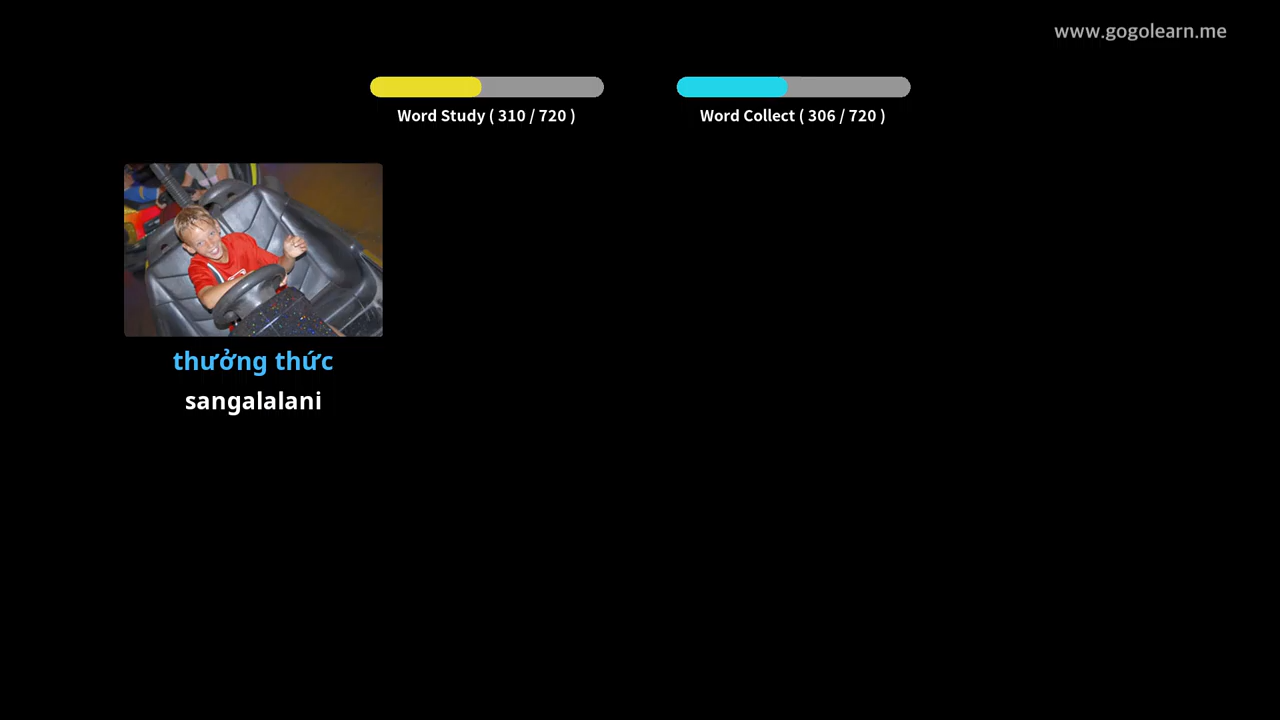 www.gogolearn.me
Word Study ( 310 / 720 )
Word Collect ( 306 / 720 )
thưởng thức
sangalalani